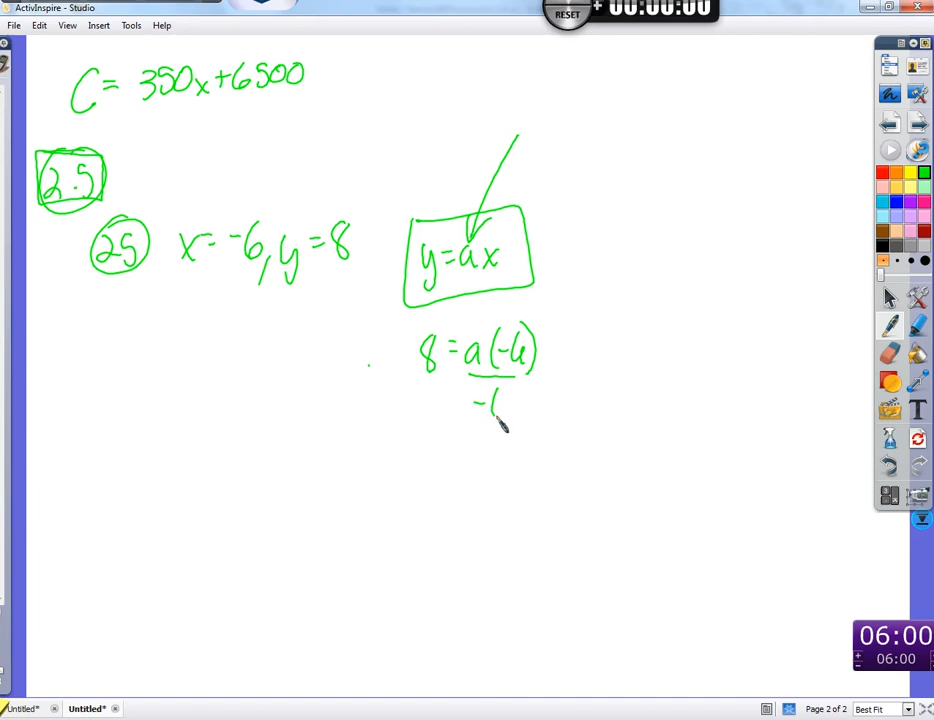 ActivInspire - Studio
RESET + 00:00:00
File Edit View Insert Tools Help
C = 350x+6500
2.5
25 x = -6, y = 8 y = ax
8 = a(-6)
-6
06:00
06:00
Untitled* Untitled* Page 2 of 2 Best Fit